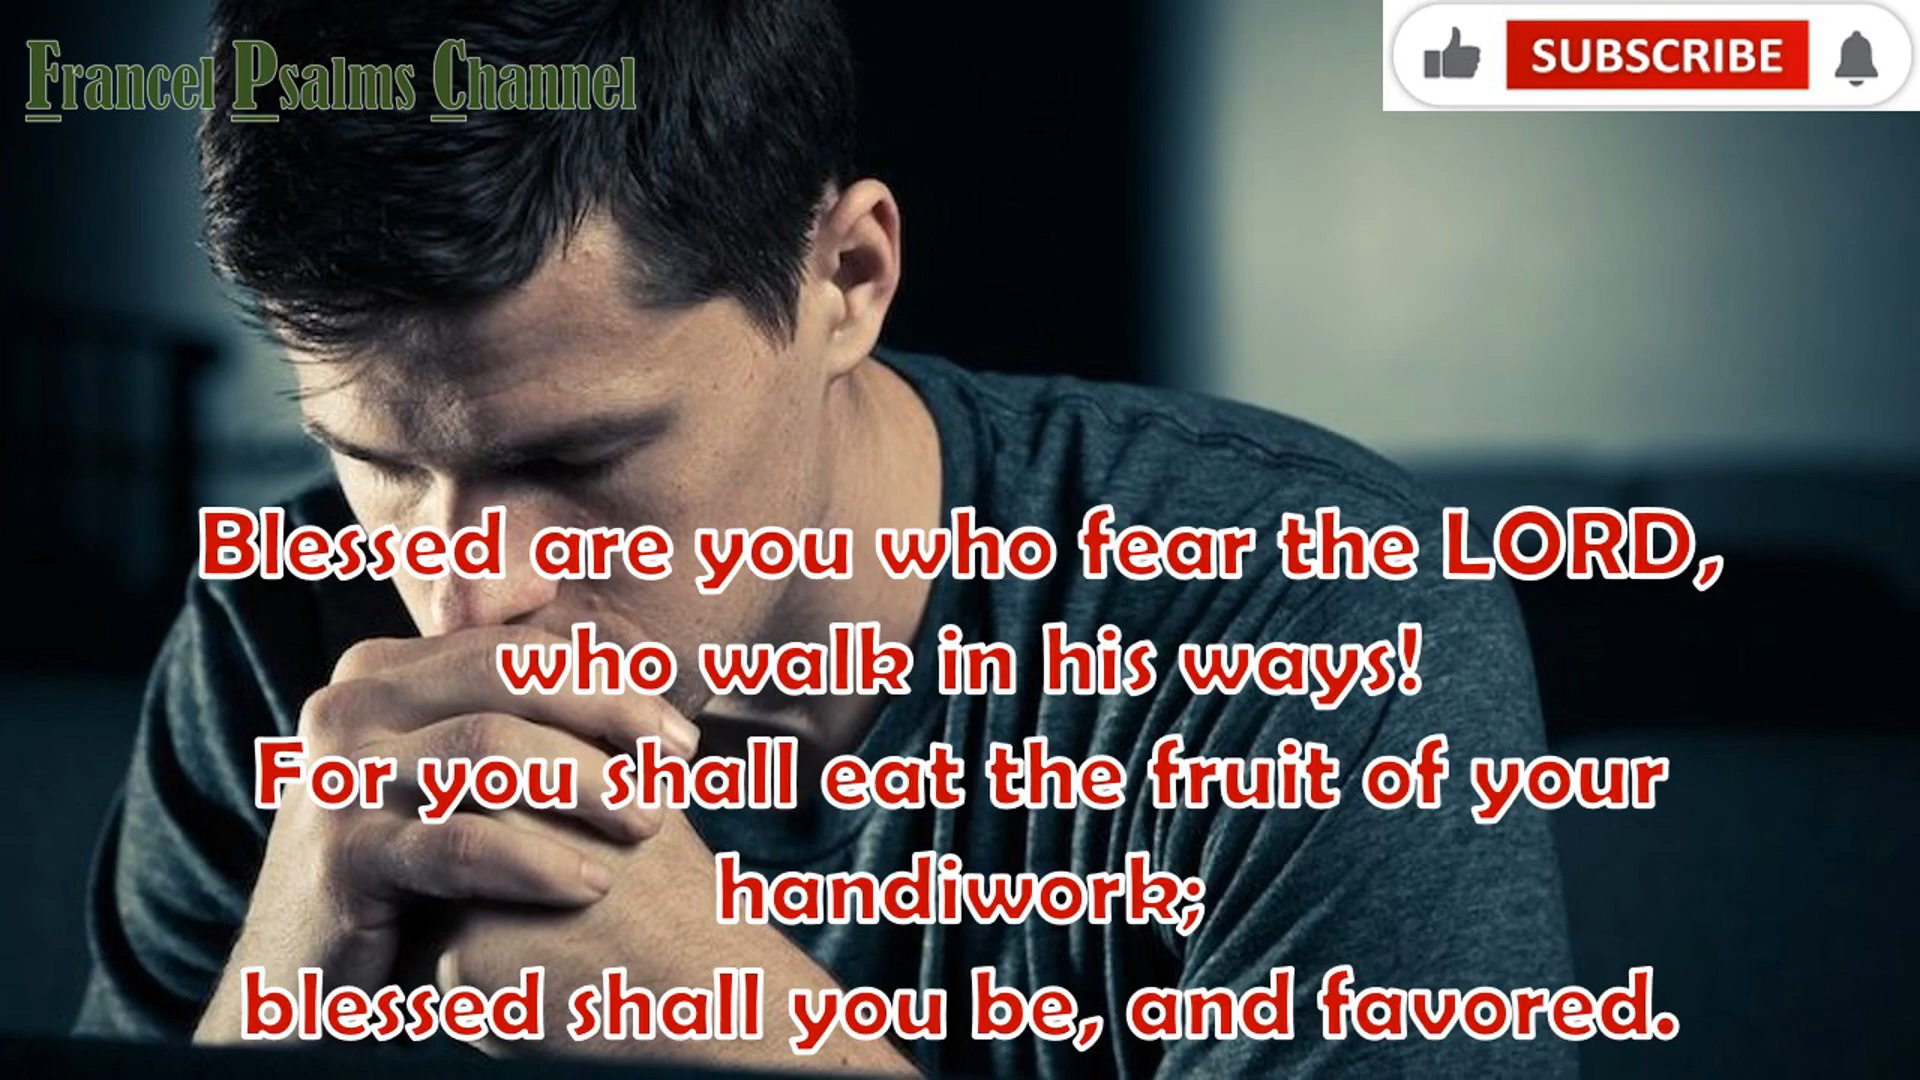 Francel Psalms Channel
SUBSCRIBE
Blessed are you who fear the LORD,
who walk in his ways!
For you shall eat the fruit of your
handiwork;
blessed shall you be, and favored.